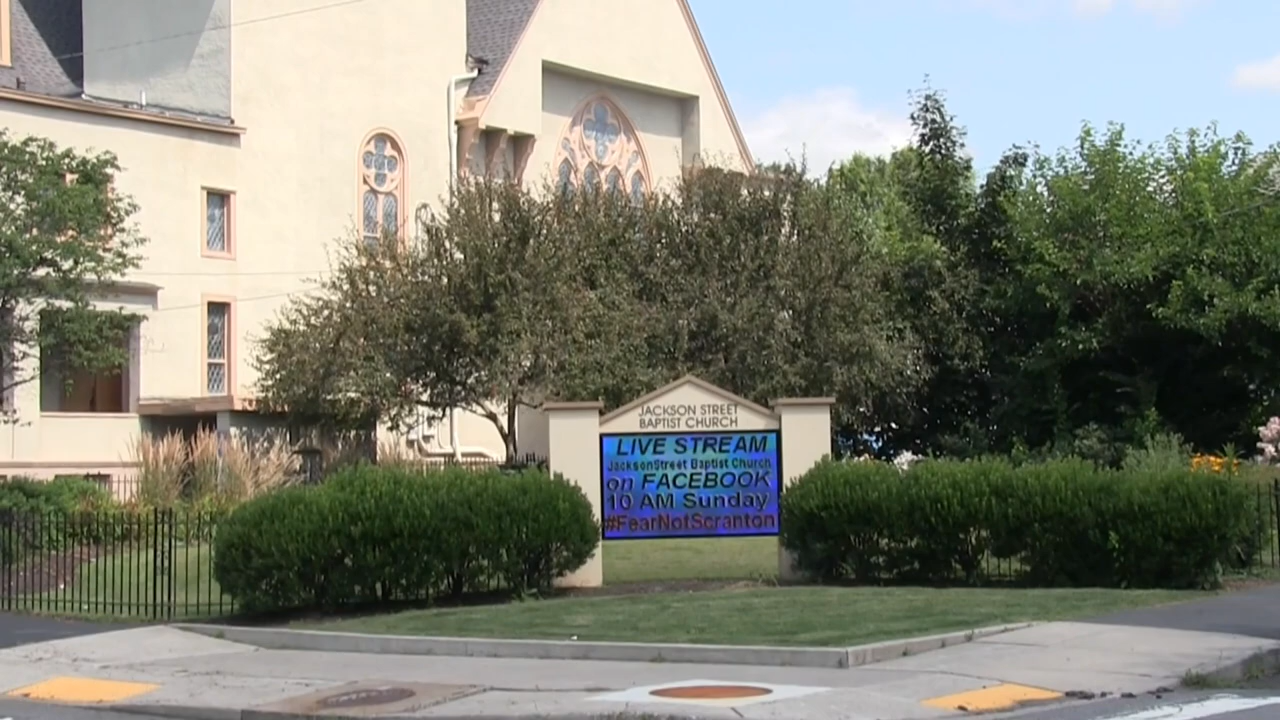 JACKSON STREET
BAPTIST CHURCH
LIVE STREAM
JacksonStreet Baptist Church
on FACEBOOK
10 AM Sunday
#FearNotScranton